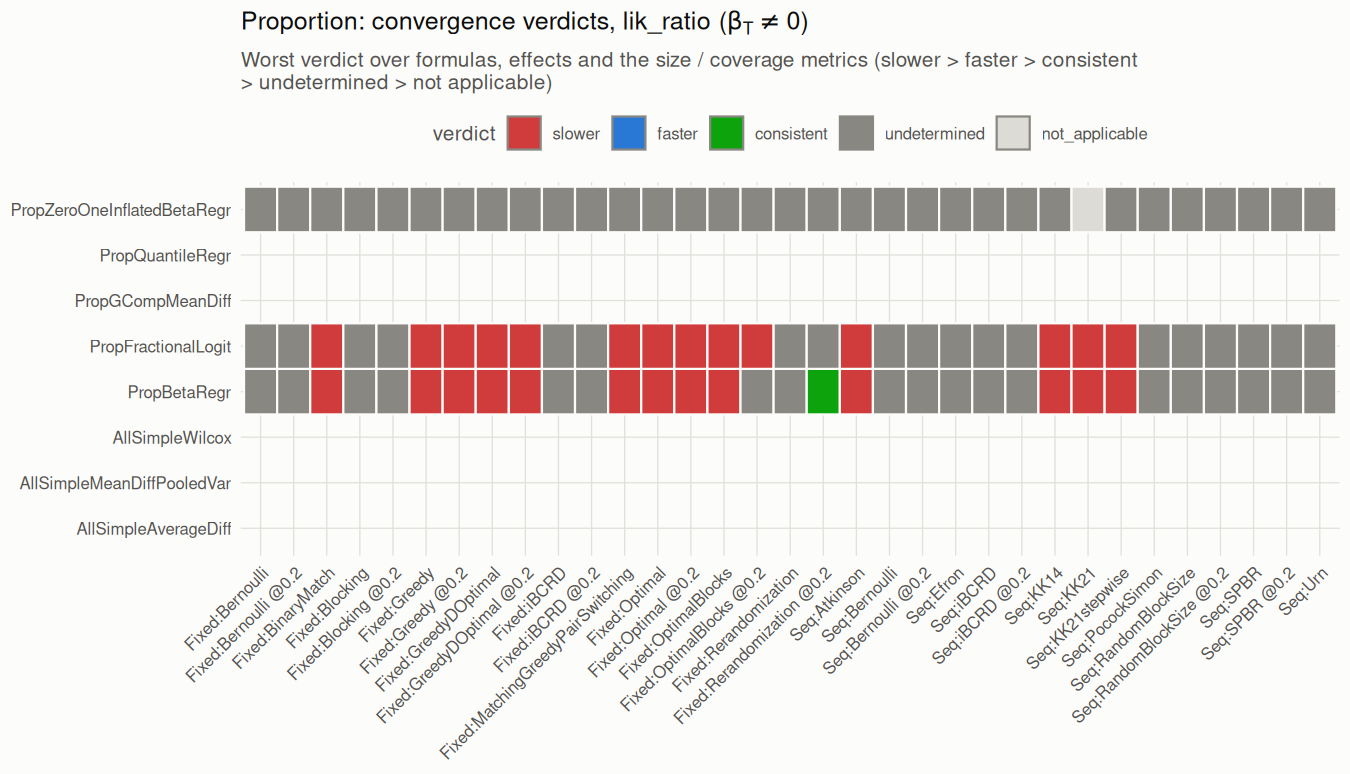 Proportion: convergence verdicts, lik_ratio (βT ≠ 0)
Worst verdict over formulas, effects and the size / coverage metrics (slower > faster > consistent
> undetermined > not applicable)
verdict slower faster consistent undetermined not_applicable
PropZeroOneInflatedBetaRegr
PropQuantileRegr
PropGCompMeanDiff
PropFractionalLogit
PropBetaRegr
AllSimpleWilcox
AllSimpleMeanDiffPooledVar
AllSimpleAverageDiff
Fixed:Bernoulli
Fixed:Bernoulli @0.2
Fixed:BinaryMatch
Fixed:Blocking
Fixed:Blocking @0.2
Fixed:Greedy
Fixed:Greedy @0.2
Fixed:GreedyDOptimal
Fixed:GreedyDOptimal @0.2
Fixed:iBCRD
Fixed:iBCRD @0.2
Fixed:MatchingGreedyPairSwitching
Fixed:Optimal
Fixed:Optimal @0.2
Fixed:OptimalBlocks
Fixed:OptimalBlocks @0.2
Fixed:Rerandomization
Fixed:Rerandomization @0.2
Seq:Atkinson
Seq:Bernoulli
Seq:Bernoulli @0.2
Seq:Efron
Seq:iBCRD
Seq:iBCRD @0.2
Seq:KK14
Seq:KK21
Seq:KK21stepwise
Seq:PocockSimon
Seq:RandomBlockSize
Seq:RandomBlockSize @0.2
Seq:SPBR
Seq:SPBR @0.2
Seq:Urn